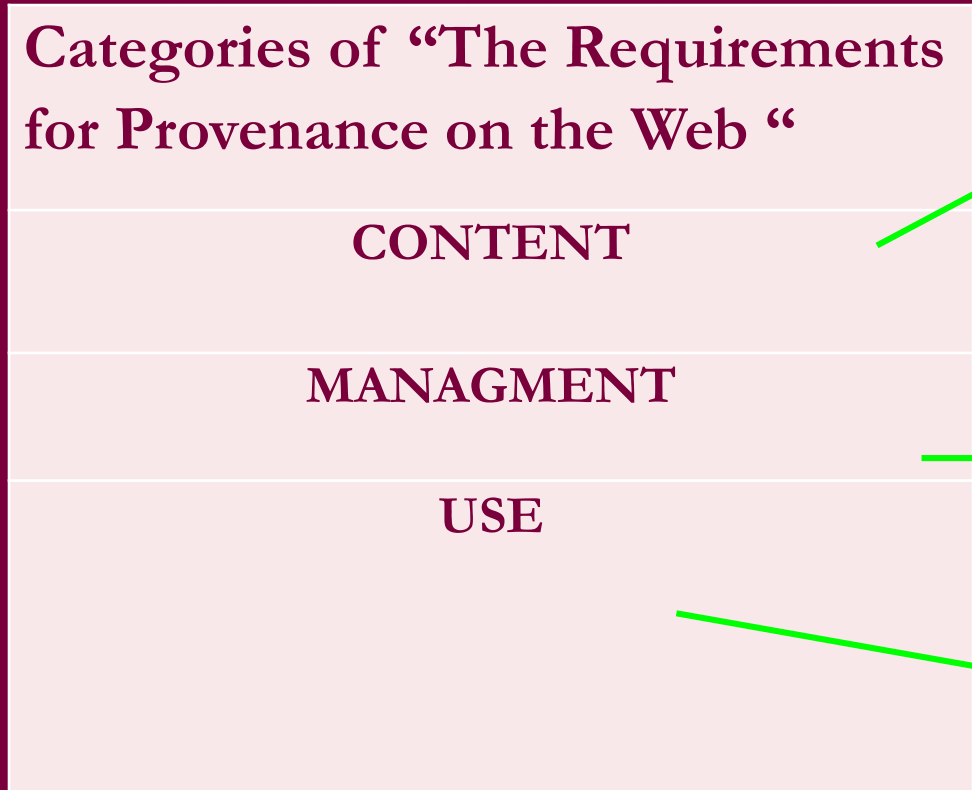 Categories of “The Requirements
for Provenance on the Web “
CONTENT
MANAGMENT
USE